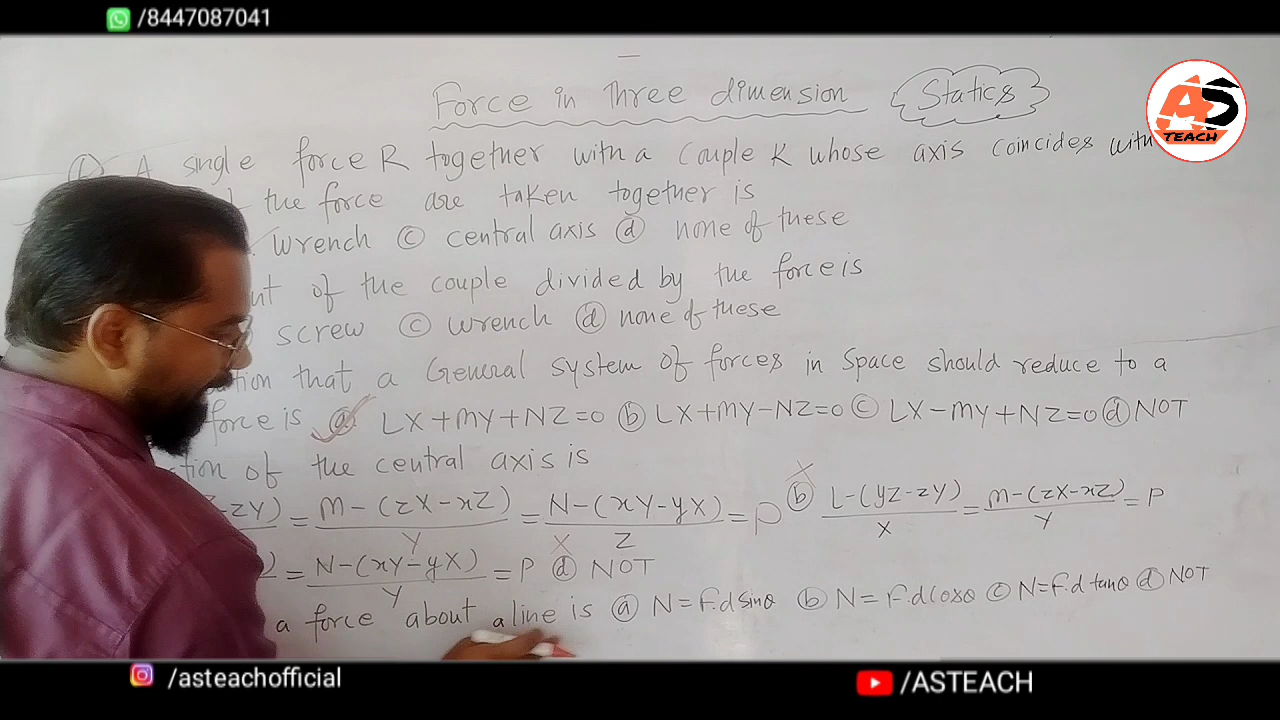 /8447087041
Force in Three dimension Statics
AS
TEACH
① A single force R together with a couple K whose axis coincides with
the force are taken together is
wrench ⓒ central axis ⓓ none of these
of the couple divided by the force is
screw ⓒ wrench ⓓ none of these
that a General system of forces in Space should reduce to a
force is ⓐ LX+mY+NZ=0 ⓑ LX+mY-NZ=0 ⓒ LX-mY+NZ=0 ⓓ NOT
of the central axis is
zY) = m-(zX-xZ)/Y = N-(xY-yX)/Z = P ⓑ L-(yZ-zY)/X = m-(zX-xZ)/Y = P
) = N-(xY-yX)/Y = P ⓓ NOT
a force about a line is ⓐ N=F.d sinθ ⓑ N=F.d cosθ ⓒ N=F.d tanθ ⓓ NOT
/asteachofficial
/ASTEACH